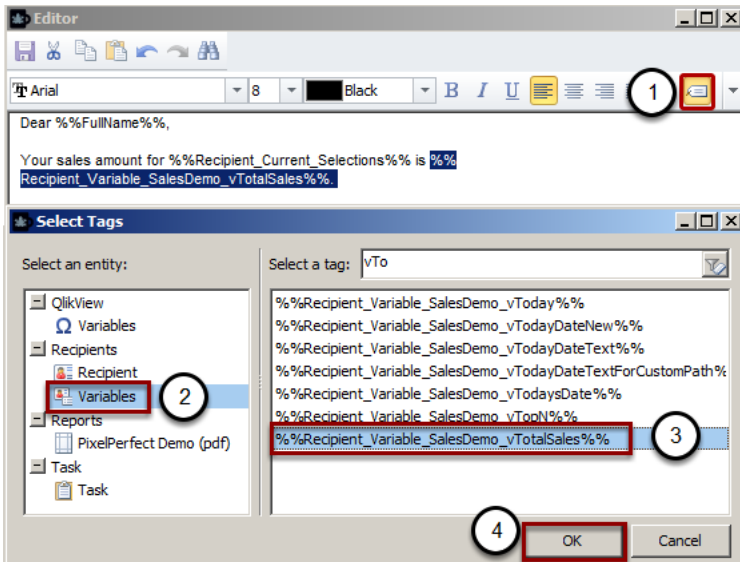 Editor
Arial 8 Black B I U 1
Dear %%FullName%%,
Your sales amount for %%Recipient_Current_Selections%% is %%
Recipient_Variable_SalesDemo_vTotalSales%%.
Select Tags
Select an entity:
Select a tag: vTo
QlikView
Variables
Recipients
Recipient
Variables 2
Reports
PixelPerfect Demo (pdf)
Task
Task
%%Recipient_Variable_SalesDemo_vToday%%
%%Recipient_Variable_SalesDemo_vTodayDateNew%%
%%Recipient_Variable_SalesDemo_vTodayDateText%%
%%Recipient_Variable_SalesDemo_vTodayDateTextForCustomPath%
%%Recipient_Variable_SalesDemo_vTodaysDate%%
%%Recipient_Variable_SalesDemo_vTopN%%
%%Recipient_Variable_SalesDemo_vTotalSales%% 3
4 OK Cancel